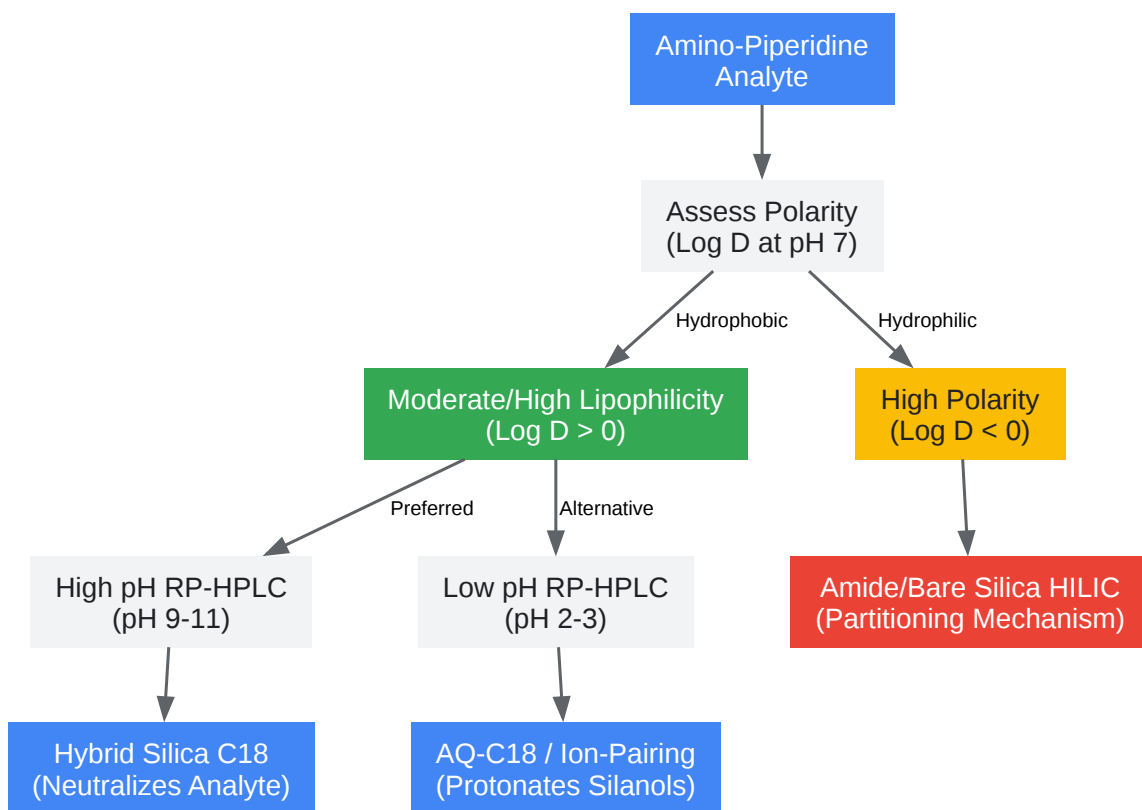 Amino-Piperidine
Analyte
Assess Polarity
(Log D at pH 7)
Hydrophobic
Hydrophilic
Moderate/High Lipophilicity
(Log D > 0)
High Polarity
(Log D < 0)
Preferred
Alternative
High pH RP-HPLC
(pH 9-11)
Low pH RP-HPLC
(pH 2-3)
Amide/Bare Silica HILIC
(Partitioning Mechanism)
Hybrid Silica C18
(Neutralizes Analyte)
AQ-C18 / Ion-Pairing
(Protonates Silanols)